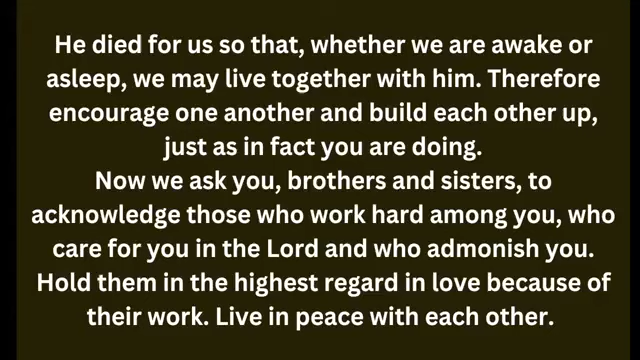 He died for us so that, whether we are awake or
asleep, we may live together with him. Therefore
encourage one another and build each other up,
just as in fact you are doing.
Now we ask you, brothers and sisters, to
acknowledge those who work hard among you, who
care for you in the Lord and who admonish you.
Hold them in the highest regard in love because of
their work. Live in peace with each other.